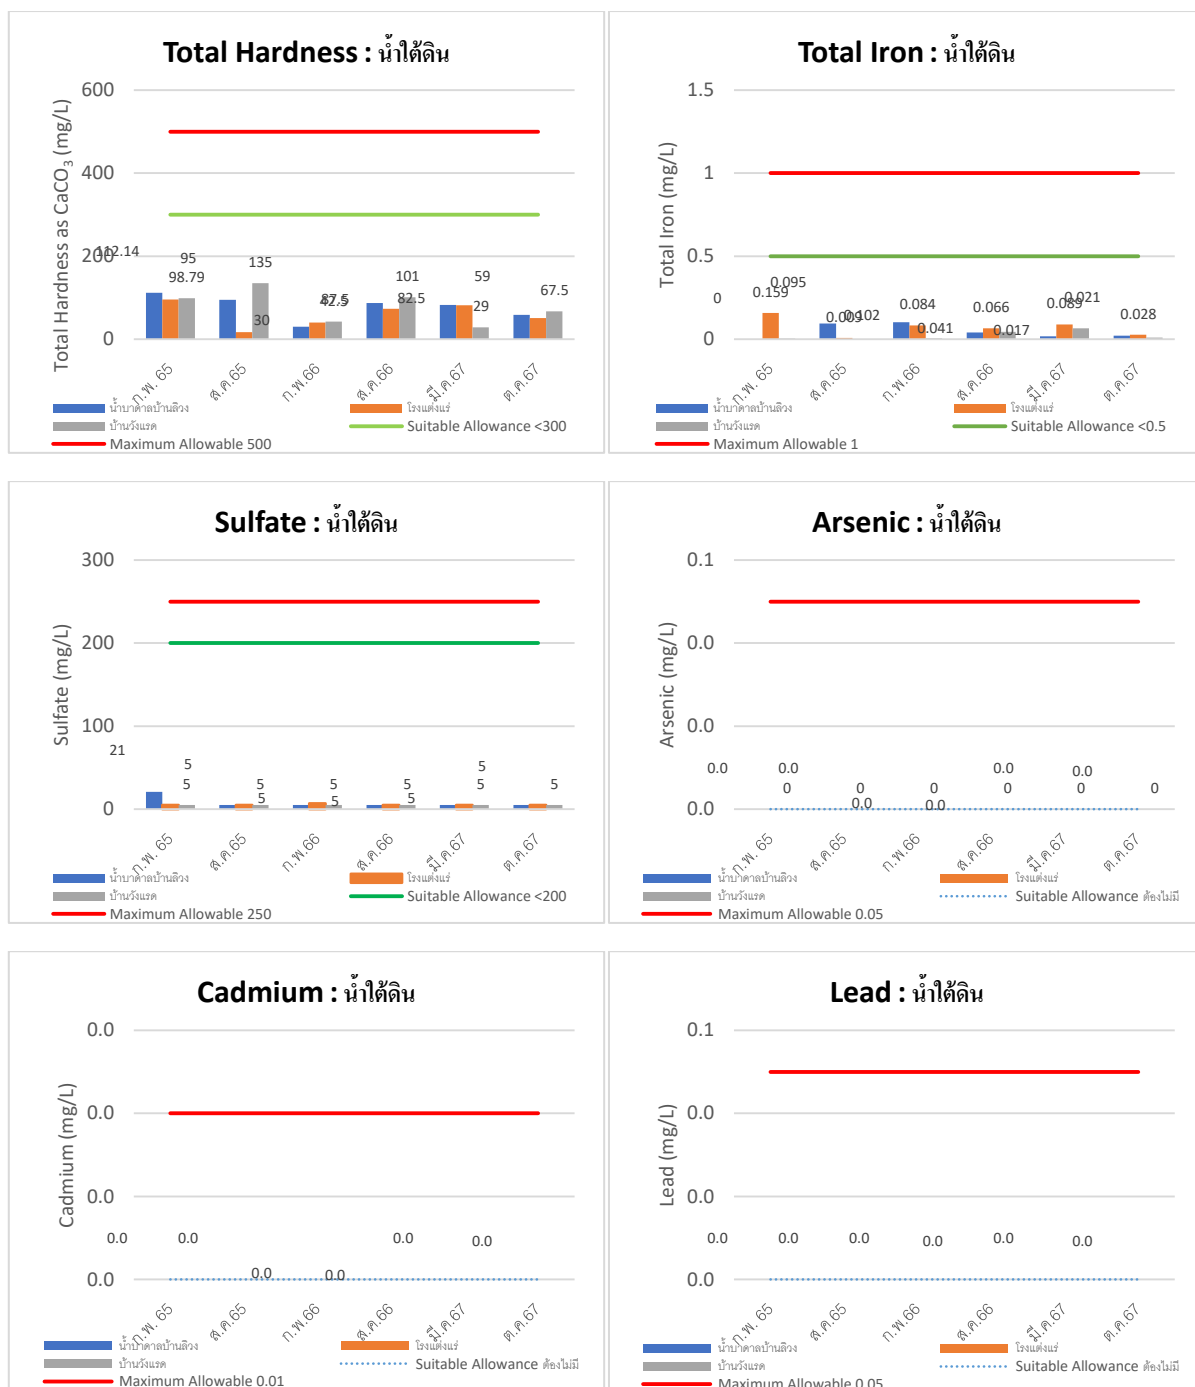 Total Hardness : น้ำใต้ดิน
Total Hardness as CaCO₃ (mg/L)
600
400
200
0
112.14
95
98.79
135
30
87.5
42.5
101
82.5
59
29
67.5
ก.พ. 65
ส.ค.65
ก.พ.66
ส.ค.66
มี.ค.67
ต.ค.67
น้ำบาดาลบ้านลิวง
โรงแต่งแร่
บ้านวังแรด
Suitable Allowance <300
Maximum Allowable 500
Total Iron : น้ำใต้ดิน
Total Iron (mg/L)
1.5
1
0.5
0
0
0.159
0.095
0.009
0.102
0.084
0.041
0.066
0.017
0.089
0.021
0.028
ก.พ. 65
ส.ค.65
ก.พ.66
ส.ค.66
มี.ค.67
ต.ค.67
น้ำบาดาลบ้านลิวง
โรงแต่งแร่
บ้านวังแรด
Suitable Allowance <0.5
Maximum Allowable 1
Sulfate : น้ำใต้ดิน
Sulfate (mg/L)
300
200
100
0
21
5
5
5
5
5
5
5
5
5
5
5
ก.พ. 65
ส.ค.65
ก.พ.66
ส.ค.66
มี.ค.67
ต.ค.67
น้ำบาดาลบ้านลิวง
โรงแต่งแร่
บ้านวังแรด
Suitable Allowance <200
Maximum Allowable 250
Arsenic : น้ำใต้ดิน
Arsenic (mg/L)
0.1
0.0
0.0
0.0
0.0
0.0
0
0
0.0
0
0.0
0.0
0
0.0
0
0
ก.พ. 65
ส.ค.65
ก.พ.66
ส.ค.66
มี.ค.67
ต.ค.67
น้ำบาดาลบ้านลิวง
โรงแต่งแร่
บ้านวังแรด
Suitable Allowance ต้องไม่มี
Maximum Allowable 0.05
Cadmium : น้ำใต้ดิน
Cadmium (mg/L)
0.0
0.0
0.0
0.0
0.0
0.0
0.0
0.0
0.0
0.0
ก.พ. 65
ส.ค.65
ก.พ.66
ส.ค.66
มี.ค.67
ต.ค.67
น้ำบาดาลบ้านลิวง
โรงแต่งแร่
บ้านวังแรด
Suitable Allowance ต้องไม่มี
Maximum Allowable 0.01
Lead : น้ำใต้ดิน
Lead (mg/L)
0.1
0.0
0.0
0.0
0.0
0.0
0.0
0.0
0.0
0.0
ก.พ. 65
ส.ค.65
ก.พ.66
ส.ค.66
มี.ค.67
ต.ค.67
น้ำบาดาลบ้านลิวง
โรงแต่งแร่
บ้านวังแรด
Suitable Allowance ต้องไม่มี
Maximum Allowable 0.05